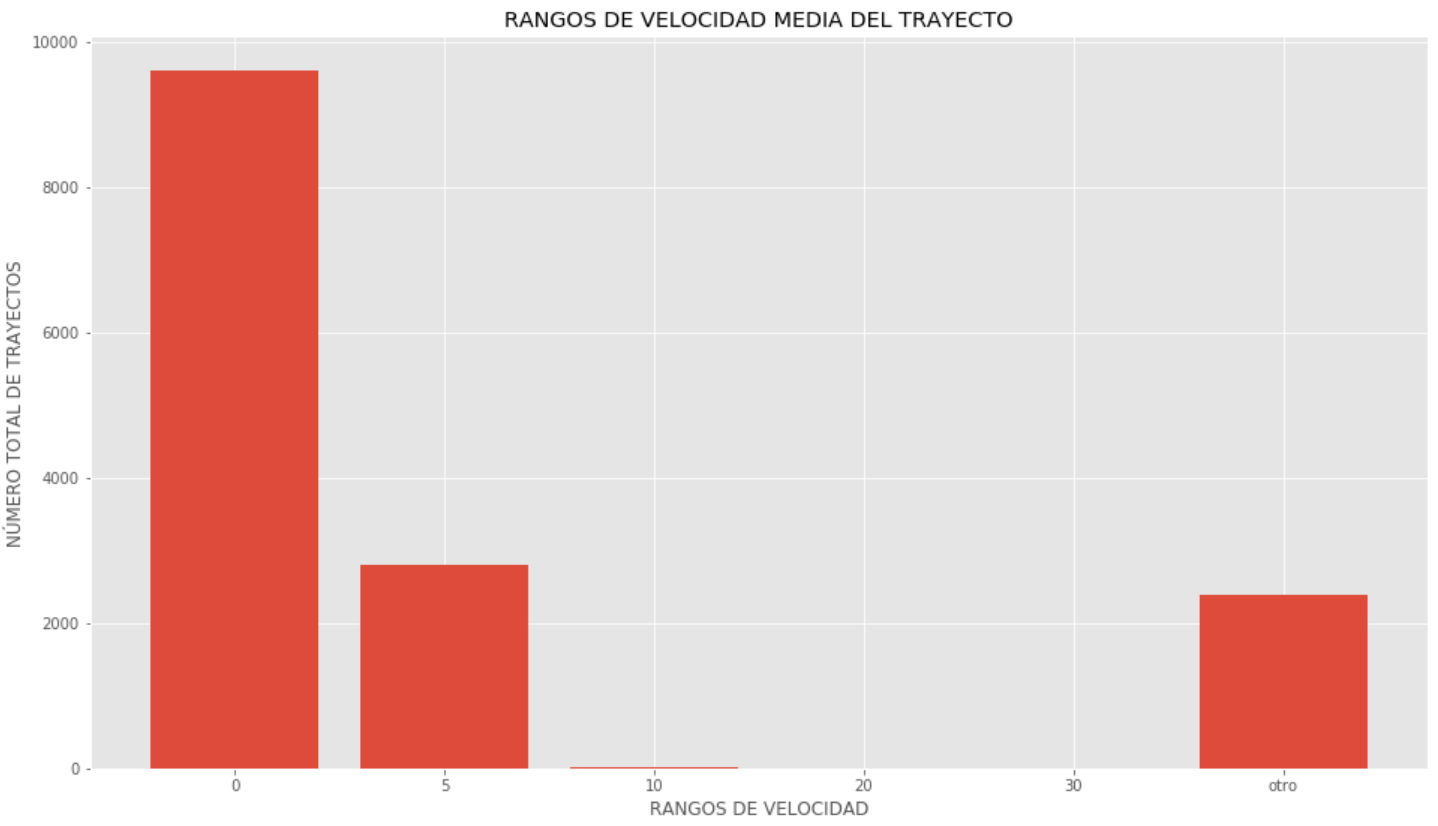 RANGOS DE VELOCIDAD MEDIA DEL TRAYECTO
10000
8000
6000
4000
2000
0
NÚMERO TOTAL DE TRAYECTOS
0 5 10 20 30 otro
RANGOS DE VELOCIDAD